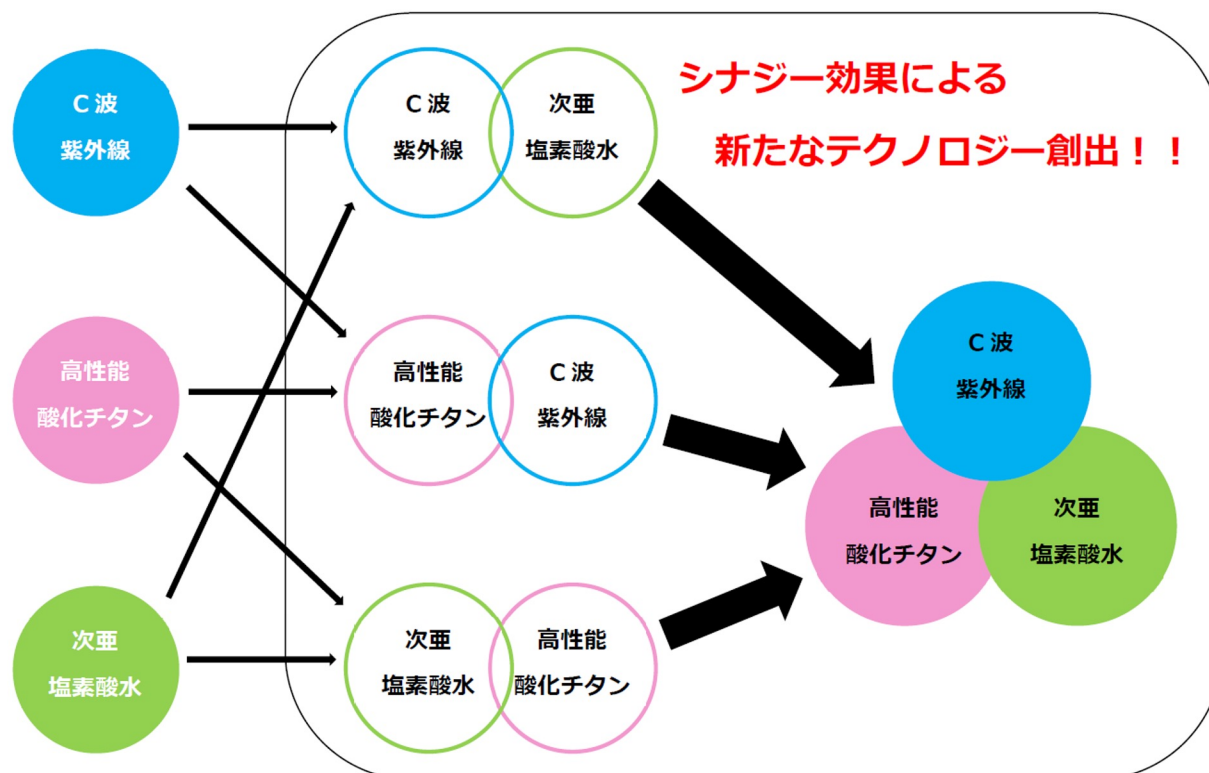 C波
紫外線
高性能
酸化チタン
次亜
塩素酸水
C波
紫外線
次亜
塩素酸水
高性能
酸化チタン
C波
紫外線
次亜
塩素酸水
高性能
酸化チタン
シナジー効果による
新たなテクノロジー創出！！
C波
紫外線
高性能
酸化チタン
次亜
塩素酸水